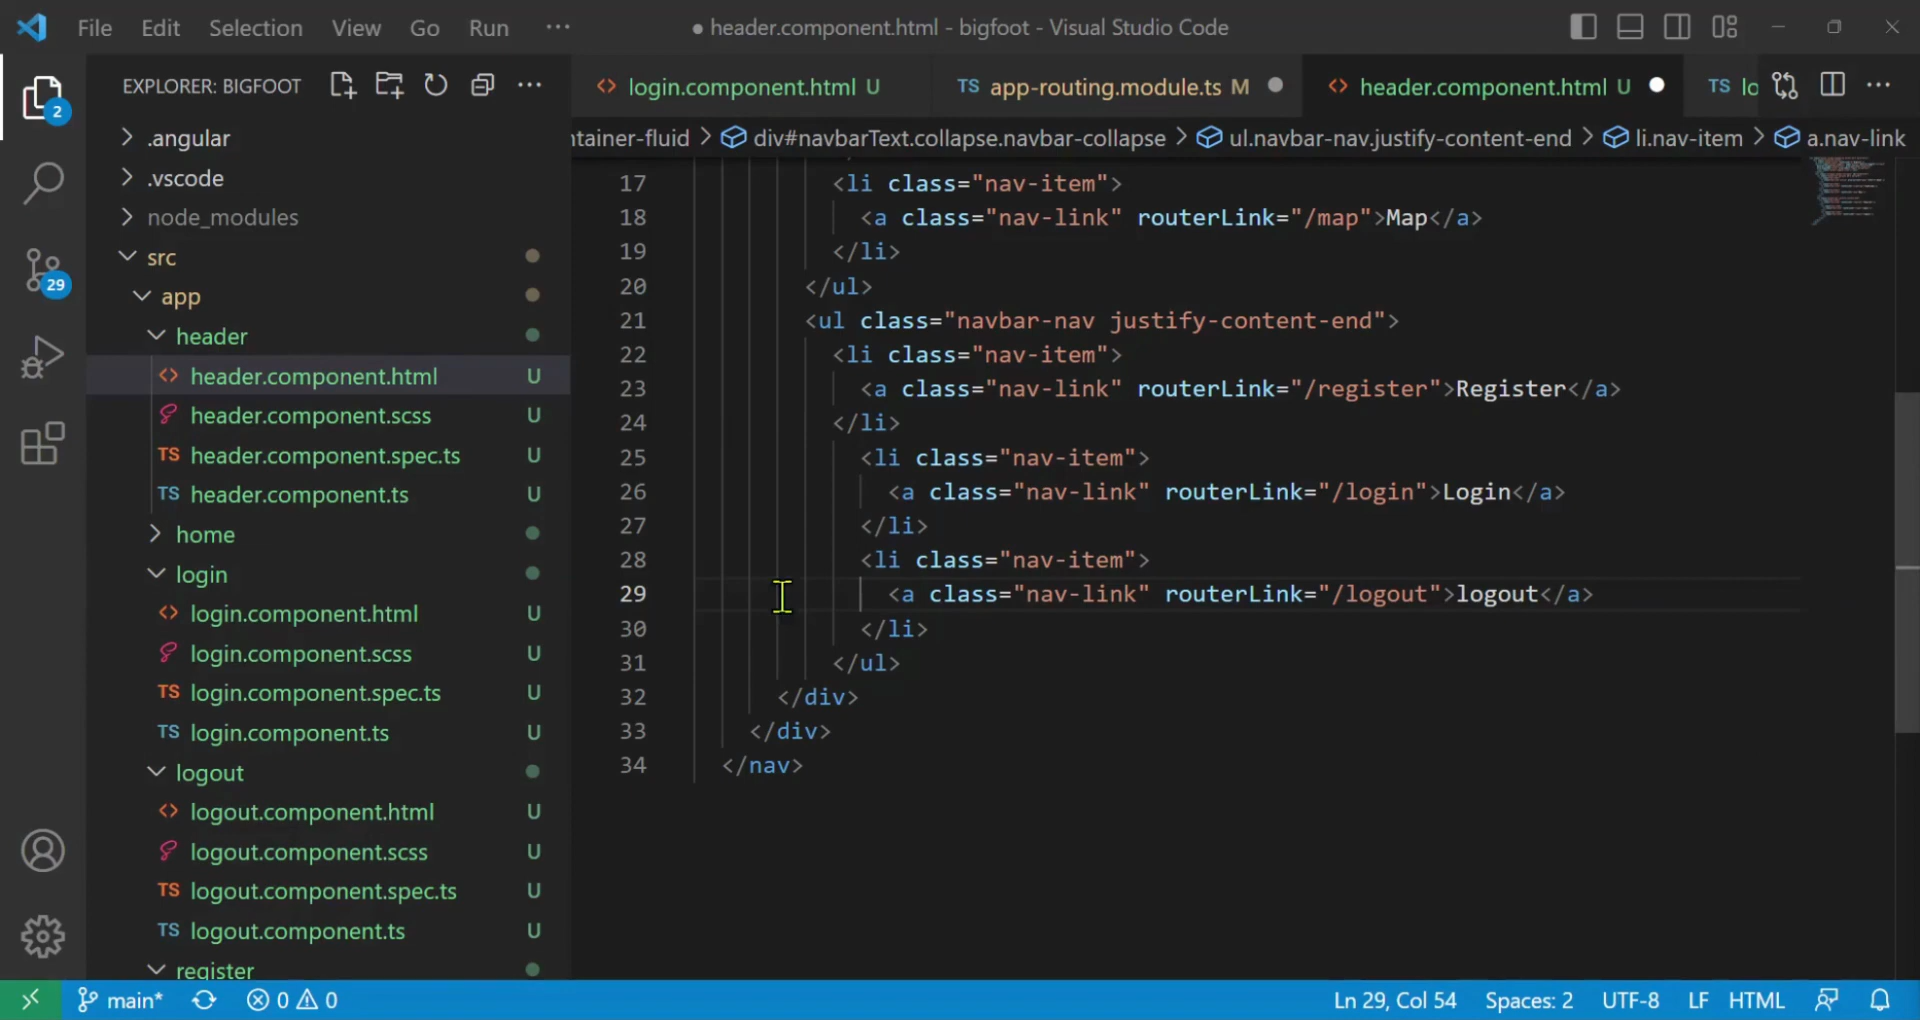 File Edit Selection View Go Run ··· ● header.component.html - bigfoot - Visual Studio Code
EXPLORER: BIGFOOT
.angular
.vscode
node_modules
src
app
header
header.component.html U
header.component.scss U
TS header.component.spec.ts U
TS header.component.ts U
home
login
login.component.html U
login.component.scss U
TS login.component.spec.ts U
TS login.component.ts U
logout
logout.component.html U
logout.component.scss U
TS logout.component.spec.ts U
TS logout.component.ts U
register
2
29
login.component.html U TS app-routing.module.ts M header.component.html U TS lo
ntainer-fluid > div#navbarText.collapse.navbar-collapse > ul.navbar-nav.justify-content-end > li.nav-item > a.nav-link
17 <li class="nav-item">
18 <a class="nav-link" routerLink="/map">Map</a>
19 </li>
20 </ul>
21 <ul class="navbar-nav justify-content-end">
22 <li class="nav-item">
23 <a class="nav-link" routerLink="/register">Register</a>
24 </li>
25 <li class="nav-item">
26 <a class="nav-link" routerLink="/login">Login</a>
27 </li>
28 <li class="nav-item">
29 <a class="nav-link" routerLink="/logout">logout</a>
30 </li>
31 </ul>
32 </div>
33 </div>
34 </nav>
main* 0 0 Ln 29, Col 54 Spaces: 2 UTF-8 LF HTML